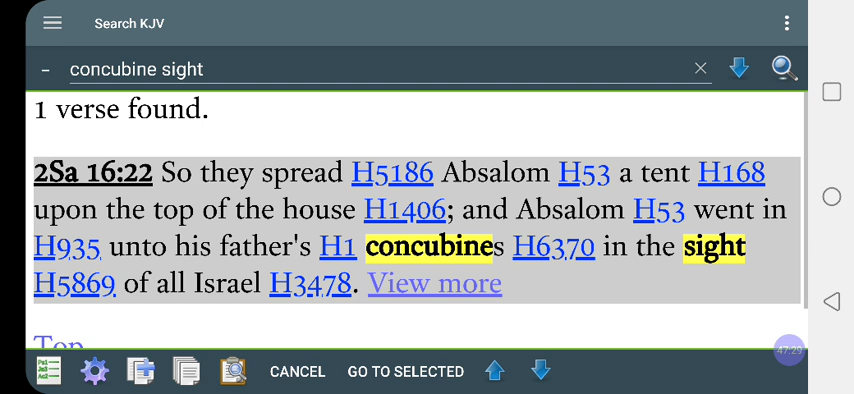 Search KJV
- concubine sight
1 verse found.
2Sa 16:22 So they spread H5186 Absalom H53 a tent H168
upon the top of the house H1406; and Absalom H53 went in
H935 unto his father's H1 concubines H6370 in the sight
H5869 of all Israel H3478. View more
Top
47:29
CANCEL GO TO SELECTED